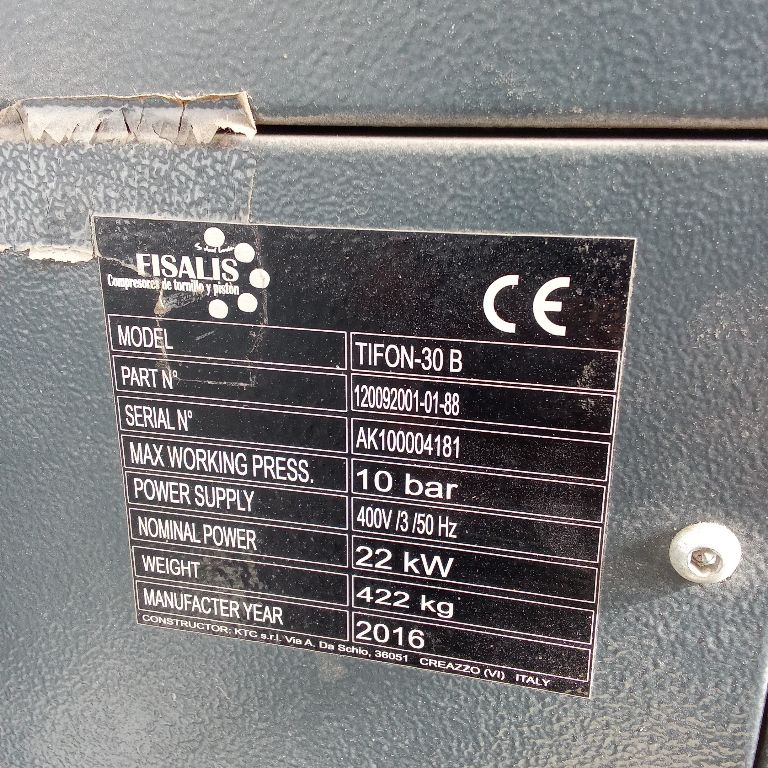 FISALIS
Compresores de tornillo y pistón
CE
MODEL TIFON-30 B
PART Nº 120092001-01-88
SERIAL Nº AK100004181
MAX WORKING PRESS. 10 bar
POWER SUPPLY 400V /3 /50 Hz
NOMINAL POWER 22 kW
WEIGHT 422 kg
MANUFACTER YEAR 2016
CONSTRUCTOR: KTC s.r.l. Via A. Da Schio, 36051 CREAZZO (VI) ITALY